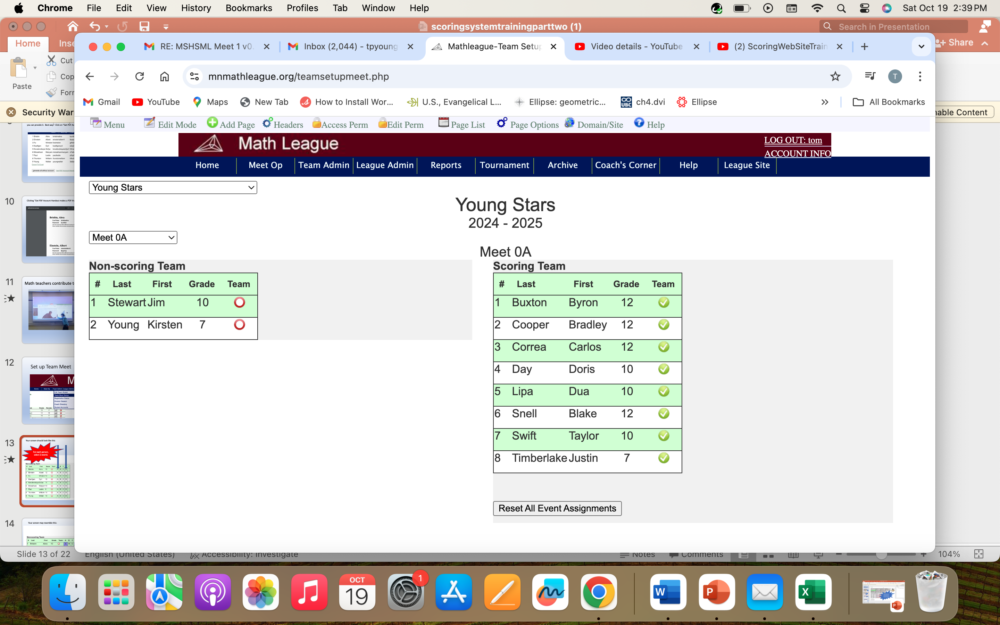 Chrome File Edit View History Bookmarks Profiles Tab Window Help Sat Oct 19 2:39 PM
scoringsystemtrainingparttwo (1) Search in Presentation
Home Inse Share
RE: MSHSML Meet 1 v0. Inbox (2,044) - tpyoung Mathleague-Team Setup Video details - YouTube (2) ScoringWebSiteTrain
Cut
mnmathleague.org/teamsetupmeet.php T
Cop
Paste
Form
Gmail YouTube Maps New Tab How to Install Wor... U.S., Evangelical L... Ellipse: geometric... ch4.dvi Ellipse All Bookmarks
Security War nable Content
Menu Edit Mode Add Page Headers Access Perm Edit Perm Page List Page Options Domain/Site Help
Math League
LOG OUT: tom
ACCOUNT INFO
Home Meet Op Team Admin League Admin Reports Tournament Archive Coach's Corner Help League Site
Young Stars
Young Stars
2024 - 2025
Meet 0A
Meet 0A
Non-scoring Team
# Last First Grade Team
1 Stewart Jim 10
2 Young Kirsten 7
Scoring Team
# Last First Grade Team
1 Buxton Byron 12
2 Cooper Bradley 12
3 Correa Carlos 12
4 Day Doris 10
5 Lipa Dua 10
6 Snell Blake 12
7 Swift Taylor 10
8 Timberlake Justin 7
Reset All Event Assignments
10
Brisbin, Abra
Einstein, Albert
11
Math teachers contribute t
12
Set up Team Meet
13
Your screen should look like this
For each person,
select 2 events
14
Your screen may resemble this:
Non-scoring Team
Slide 13 of 22 English (United States) Accessibility: Investigate Notes Comments 104%
OCT
19
1
W
P
X